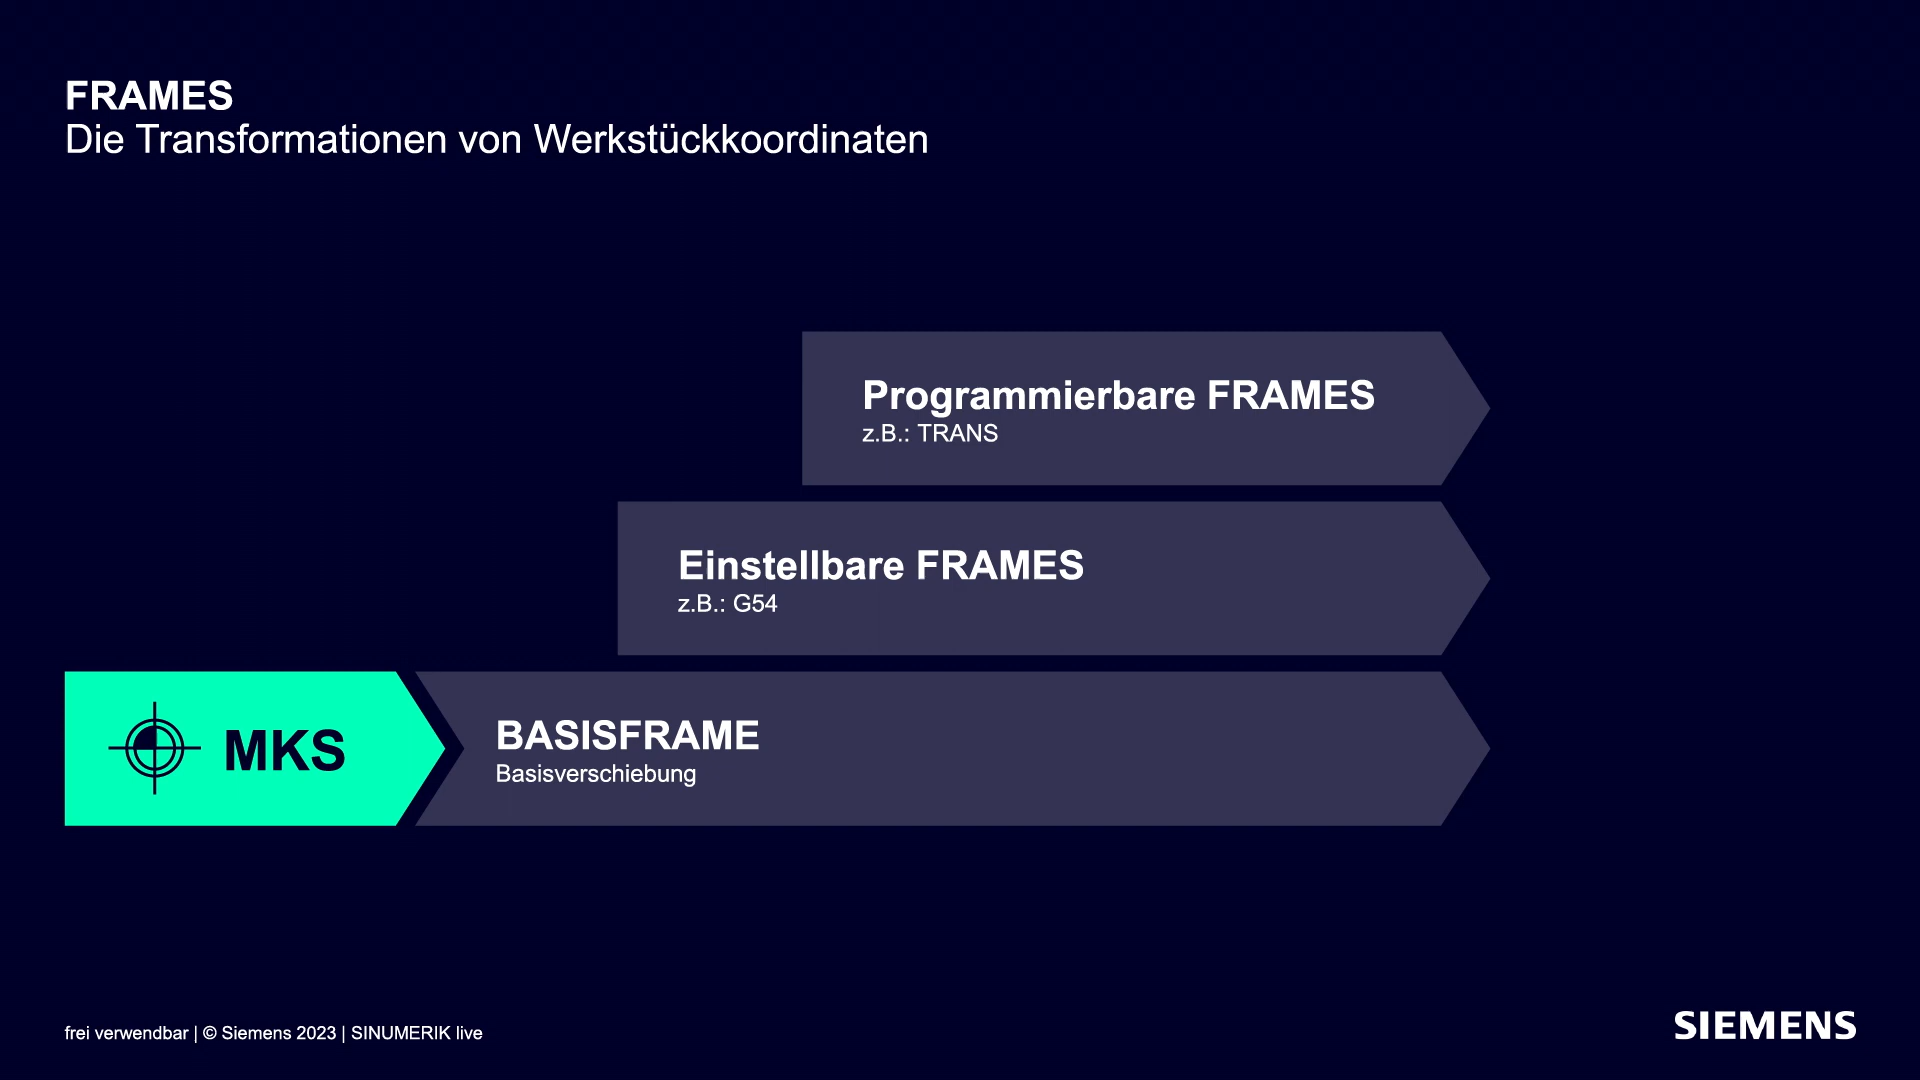 FRAMES
Die Transformationen von Werkstückkoordinaten
Programmierbare FRAMES
z.B.: TRANS
Einstellbare FRAMES
z.B.: G54
MKS
BASISFRAME
Basisverschiebung
frei verwendbar | © Siemens 2023 | SINUMERIK live
SIEMENS